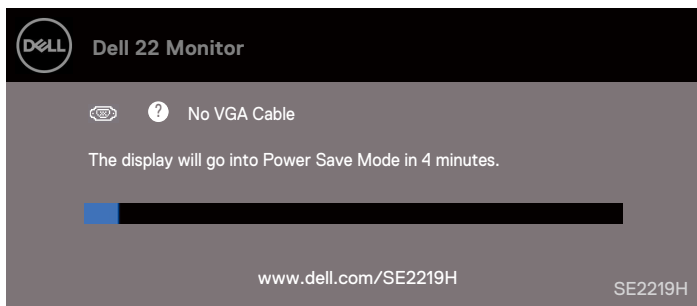 DELL
Dell 22 Monitor
? No VGA Cable
The display will go into Power Save Mode in 4 minutes.
www.dell.com/SE2219H
SE2219H